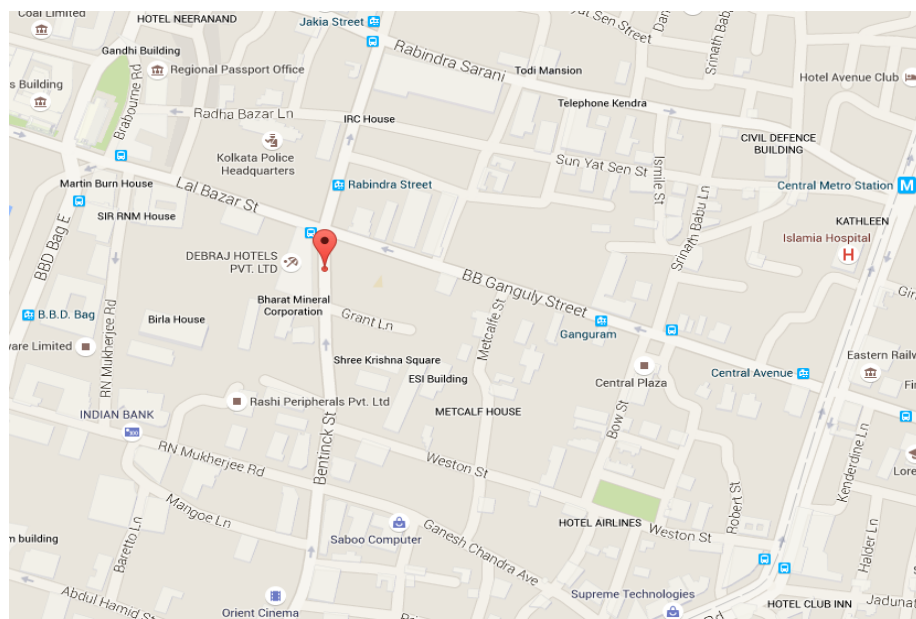 Coal Limited
HOTEL NEERANAND
Jakia Street
Yat Sen Street
Srinath Babu
Gandhi Building
Regional Passport Office
Rabindra Sarani
Todi Mansion
Hotel Avenue Club
s Building
Brabourne Rd
Radha Bazar Ln
IRC House
Telephone Kendra
CIVIL DEFENCE
BUILDING
Kolkata Police
Headquarters
Sun Yat Sen St
Ismile St
Martin Burn House
Lal Bazar St
Rabindra Street
Central Metro Station
M
SIR RNM House
Srinath Babu Ln
KATHLEEN
Islamia Hospital
H
BBD Bag E
DEBRAJ HOTELS
PVT. LTD
BB Ganguly Street
Bharat Mineral
Corporation
B.B.D. Bag
Birla House
Grant Ln
Metcalfe St
Ganguram
RN Mukherjee Rd
ware Limited
Shree Krishna Square
ESI Building
Central Plaza
Central Avenue
Eastern Railw
Rashi Peripherals Pvt. Ltd
METCALF HOUSE
Bow St
INDIAN BANK
Bentinck St
RN Mukherjee Rd
Weston St
Kenderdine Ln
Lore
Mangoe Ln
Robert St
HOTEL AIRLINES
Weston St
Baretto Ln
Saboo Computer
Ganesh Chandra Ave
Halder Ln
m building
Abdul Hamid St
Orient Cinema
Supreme Technologies
HOTEL CLUB INN
Jadunat
Rd